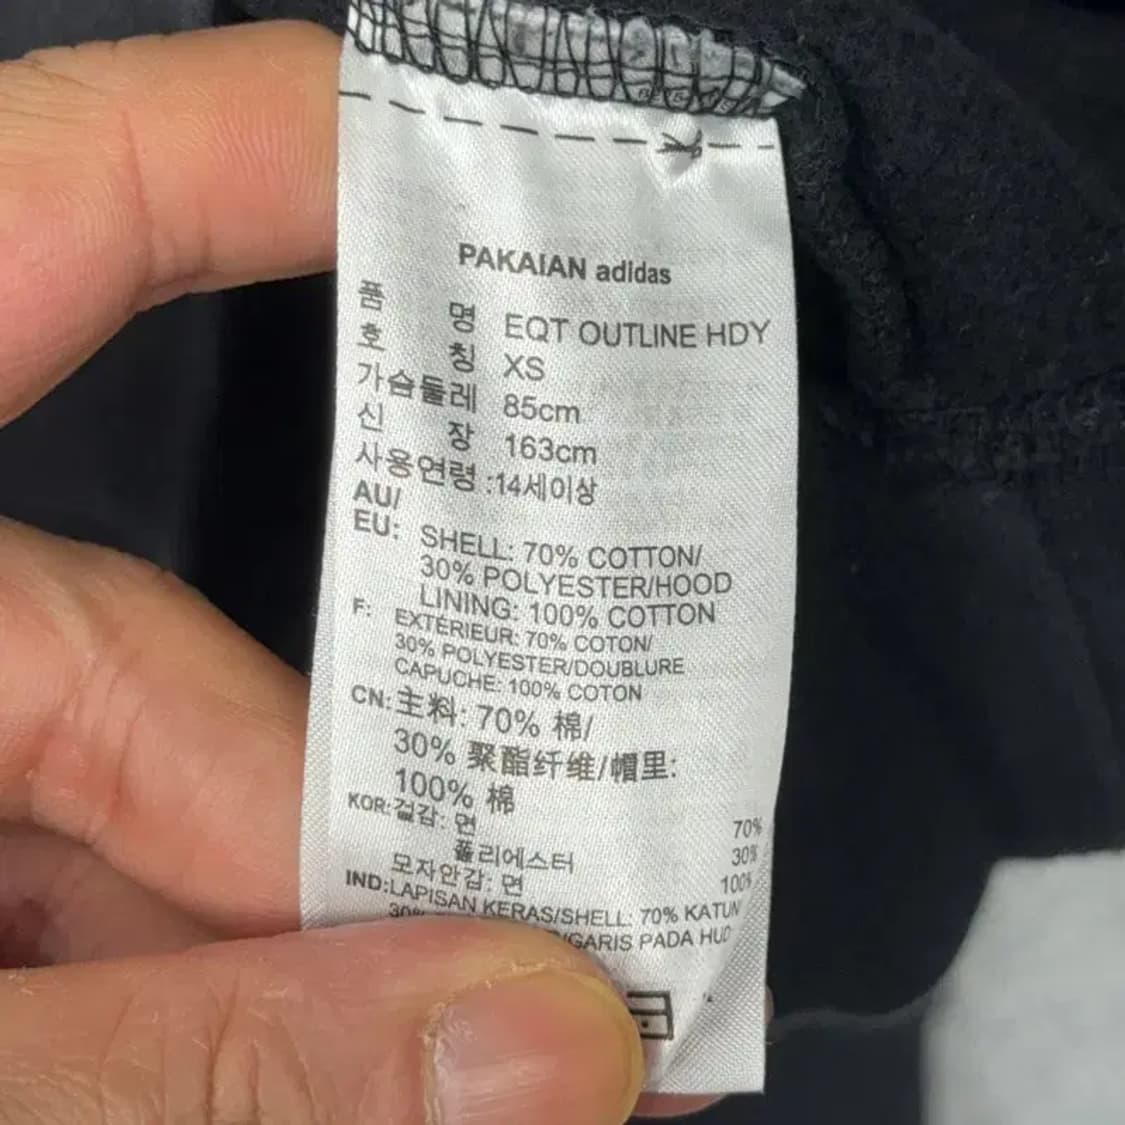 PAKAIAN adidas
품 명 EQT OUTLINE HDY
호 칭 XS
가슴둘레 85cm
신 장 163cm
사용연령 :14세이상
AU/
EU: SHELL: 70% COTTON/
30% POLYESTER/HOOD
LINING: 100% COTTON
F: EXTÉRIEUR: 70% COTON/
30% POLYESTER/DOUBLURE
CAPUCHE: 100% COTON
CN:主料: 70% 棉/
30% 聚酯纤维/帽里:
100% 棉
KOR:겉감: 면 70%
폴리에스터 30%
모자안감: 면 100%
IND:LAPISAN KERAS/SHELL: 70% KATUN/
30% /GARIS PADA HUD